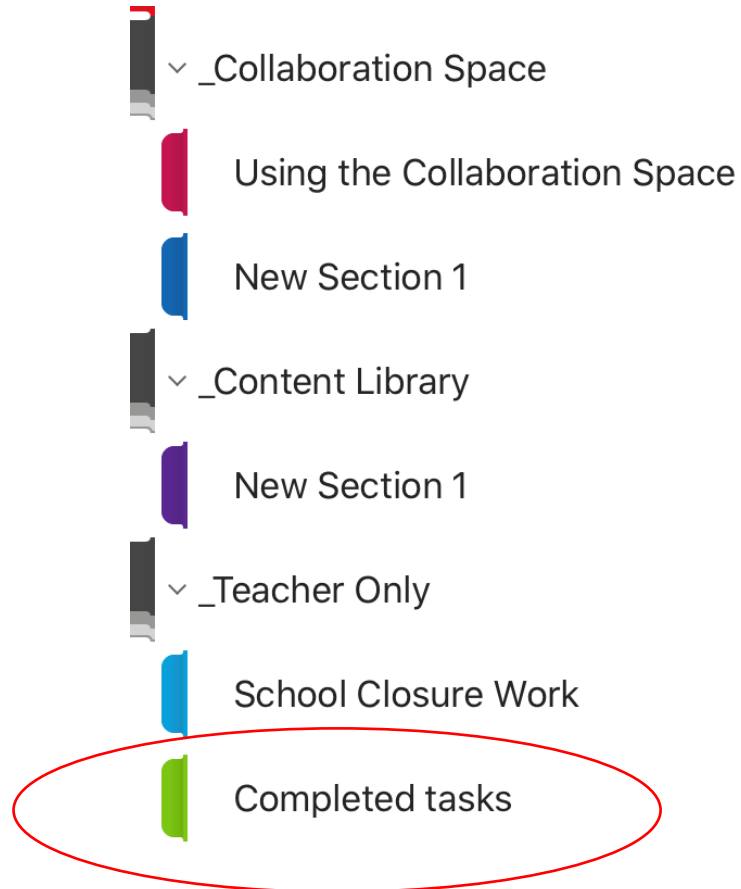 _Collaboration Space
Using the Collaboration Space
New Section 1
_Content Library
New Section 1
_Teacher Only
School Closure Work
Completed tasks